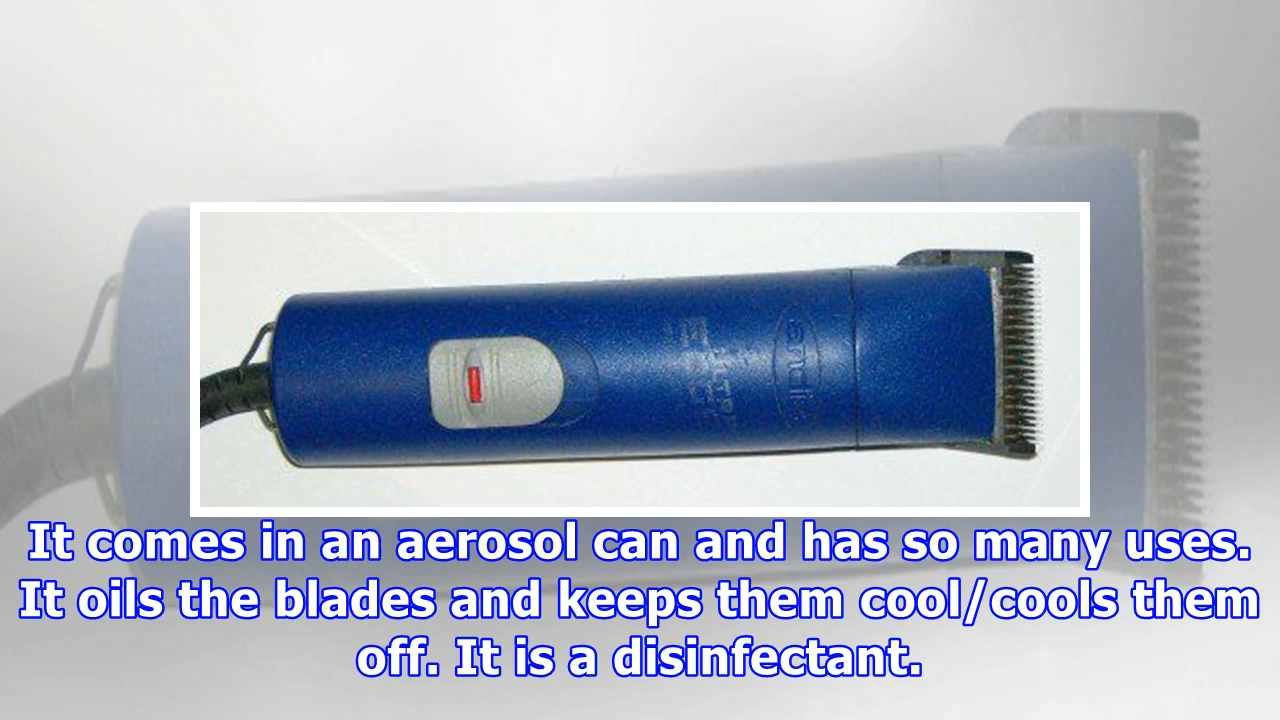 andis
It comes in an aerosol can and has so many uses.
It oils the blades and keeps them cool/cools them
off. It is a disinfectant.